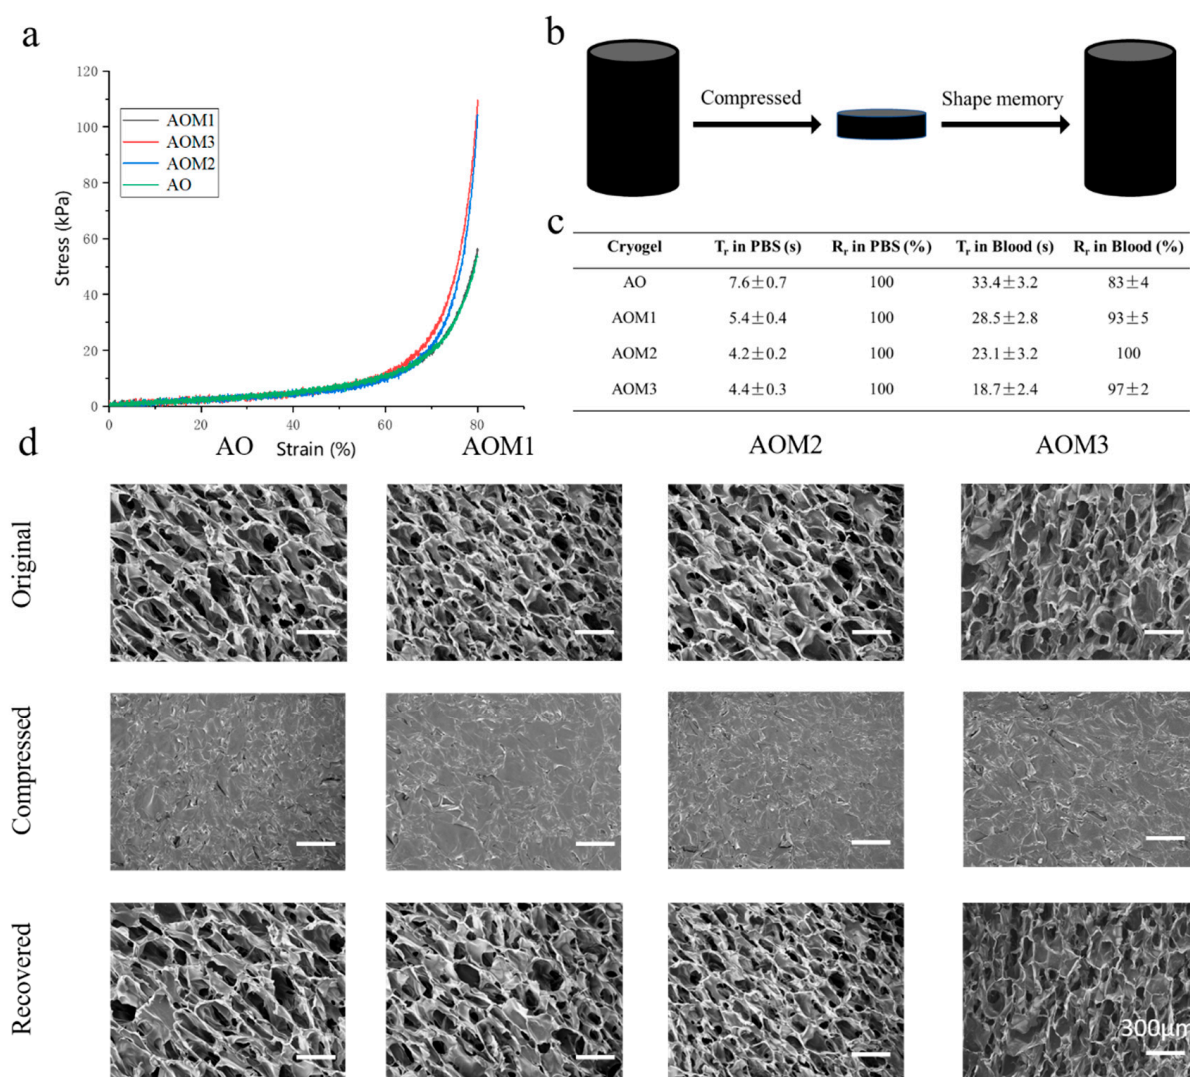 a
120
100
80
60
40
20
0
Stress (kPa)
AOM1
AOM3
AOM2
AO
0 20 40 60 80
Strain (%)
b
Compressed
Shape memory
c
Cryogel T_r in PBS (s) R_r in PBS (%) T_r in Blood (s) R_r in Blood (%)
AO 7.6±0.7 100 33.4±3.2 83±4
AOM1 5.4±0.4 100 28.5±2.8 93±5
AOM2 4.2±0.2 100 23.1±3.2 100
AOM3 4.4±0.3 100 18.7±2.4 97±2
d
AO AOM1 AOM2 AOM3
Original
Compressed
Recovered
300μm